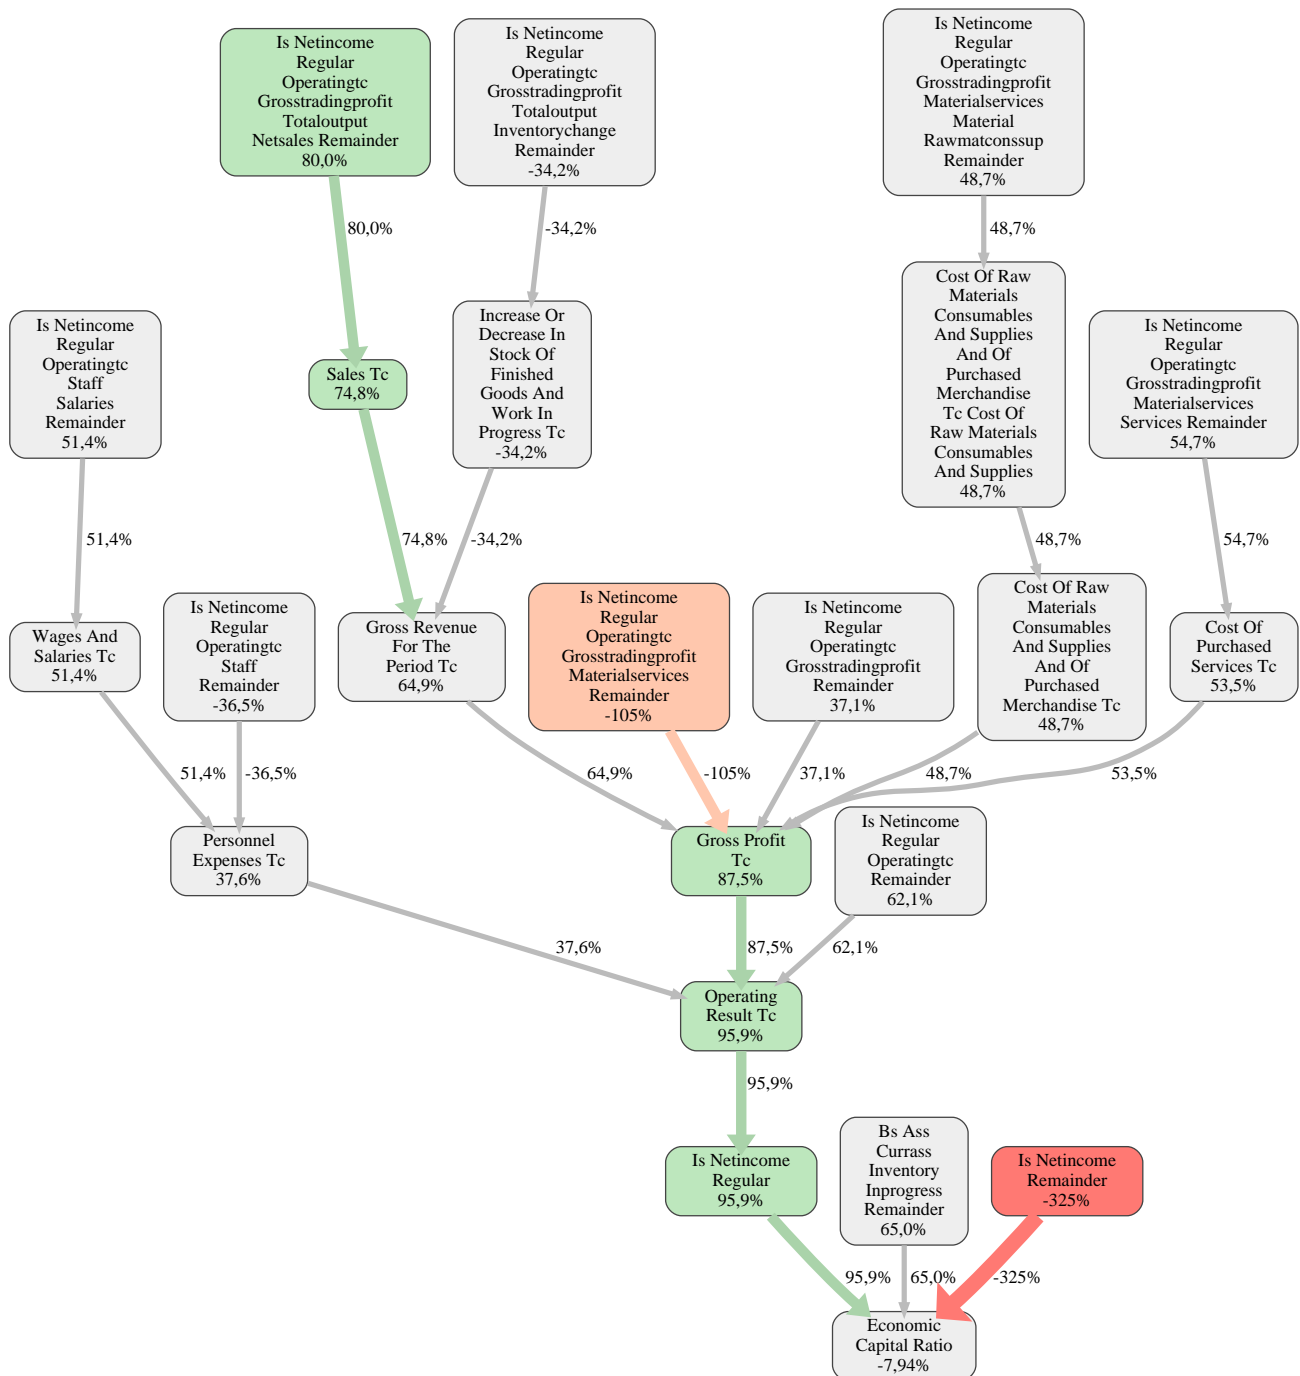 Is Netincome
Regular
Operatingtc
Grosstradingprofit
Totaloutput
Netsales Remainder
80,0%
Is Netincome
Regular
Operatingtc
Grosstradingprofit
Totaloutput
Inventorychange
Remainder
-34,2%
Is Netincome
Regular
Operatingtc
Grosstradingprofit
Materialservices
Material
Rawmatconssup
Remainder
48,7%
80,0%
-34,2%
48,7%
Is Netincome
Regular
Operatingtc
Staff
Salaries
Remainder
51,4%
Sales Tc
74,8%
Increase Or
Decrease In
Stock Of
Finished
Goods And
Work In
Progress Tc
-34,2%
Cost Of Raw
Materials
Consumables
And Supplies
And Of
Purchased
Merchandise
Tc Cost Of
Raw Materials
Consumables
And Supplies
48,7%
Is Netincome
Regular
Operatingtc
Grosstradingprofit
Materialservices
Services Remainder
54,7%
51,4%
74,8%
-34,2%
48,7%
54,7%
Wages And
Salaries Tc
51,4%
Is Netincome
Regular
Operatingtc
Staff
Remainder
-36,5%
Gross Revenue
For The
Period Tc
64,9%
Is Netincome
Regular
Operatingtc
Grosstradingprofit
Materialservices
Remainder
-105%
Is Netincome
Regular
Operatingtc
Grosstradingprofit
Remainder
37,1%
Cost Of Raw
Materials
Consumables
And Supplies
And Of
Purchased
Merchandise Tc
48,7%
Cost Of
Purchased
Services Tc
53,5%
51,4%
-36,5%
64,9%
-105%
37,1%
48,7%
53,5%
Personnel
Expenses Tc
37,6%
Gross Profit
Tc
87,5%
Is Netincome
Regular
Operatingtc
Remainder
62,1%
37,6%
87,5%
62,1%
Operating
Result Tc
95,9%
95,9%
Is Netincome
Regular
95,9%
Bs Ass
Currass
Inventory
Inprogress
Remainder
65,0%
Is Netincome
Remainder
-325%
95,9%
65,0%
-325%
Economic
Capital Ratio
-7,94%